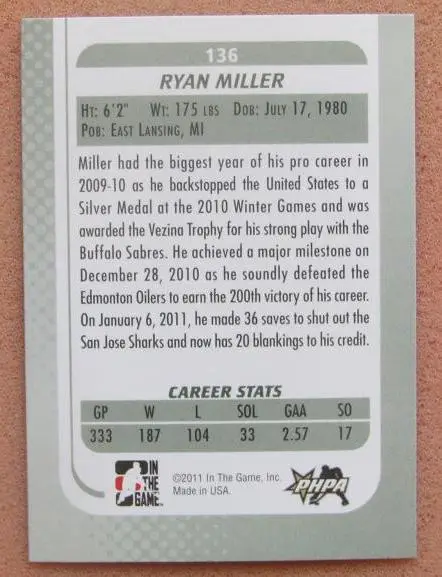 136
RYAN MILLER
HT: 6'2" WT: 175 LBS DOB: JULY 17, 1980
POB: EAST LANSING, MI
Miller had the biggest year of his pro career in
2009-10 as he backstopped the United States to a
Silver Medal at the 2010 Winter Games and was
awarded the Vezina Trophy for his strong play with the
Buffalo Sabres. He achieved a major milestone on
December 28, 2010 as he soundly defeated the
Edmonton Oilers to earn the 200th victory of his career.
On January 6, 2011, he made 36 saves to shut out the
San Jose Sharks and now has 20 blankings to his credit.
CAREER STATS
GP W L SOL GAA SO
333 187 104 33 2.57 17
IN THE GAME
©2011 In The Game, Inc.
Made in USA.
PHPA